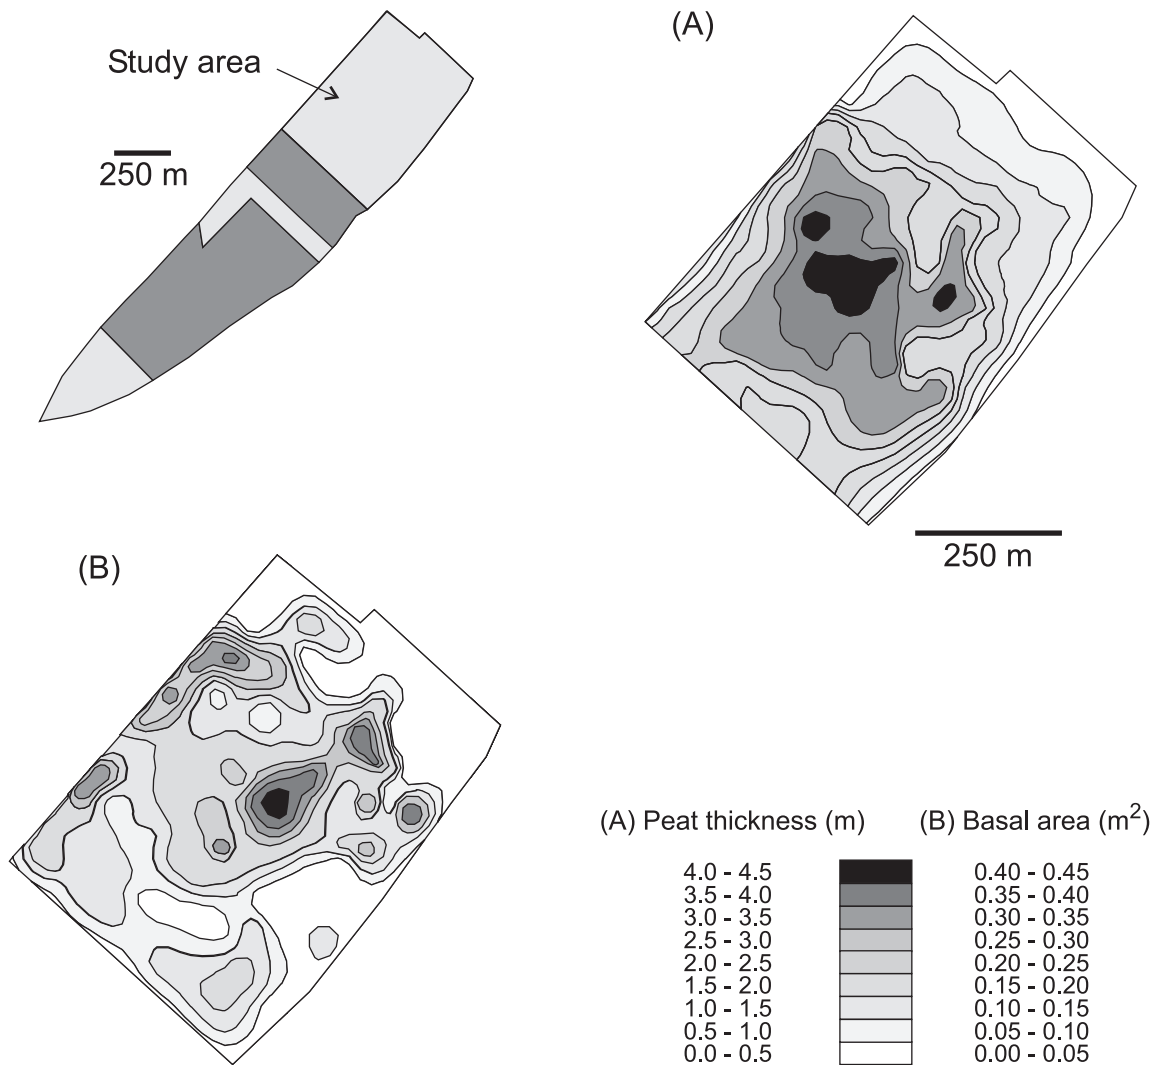 (A)
Study area
250 m
250 m
(B)
(A) Peat thickness (m) (B) Basal area (m²)
4.0 - 4.5 0.40 - 0.45
3.5 - 4.0 0.35 - 0.40
3.0 - 3.5 0.30 - 0.35
2.5 - 3.0 0.25 - 0.30
2.0 - 2.5 0.20 - 0.25
1.5 - 2.0 0.15 - 0.20
1.0 - 1.5 0.10 - 0.15
0.5 - 1.0 0.05 - 0.10
0.0 - 0.5 0.00 - 0.05